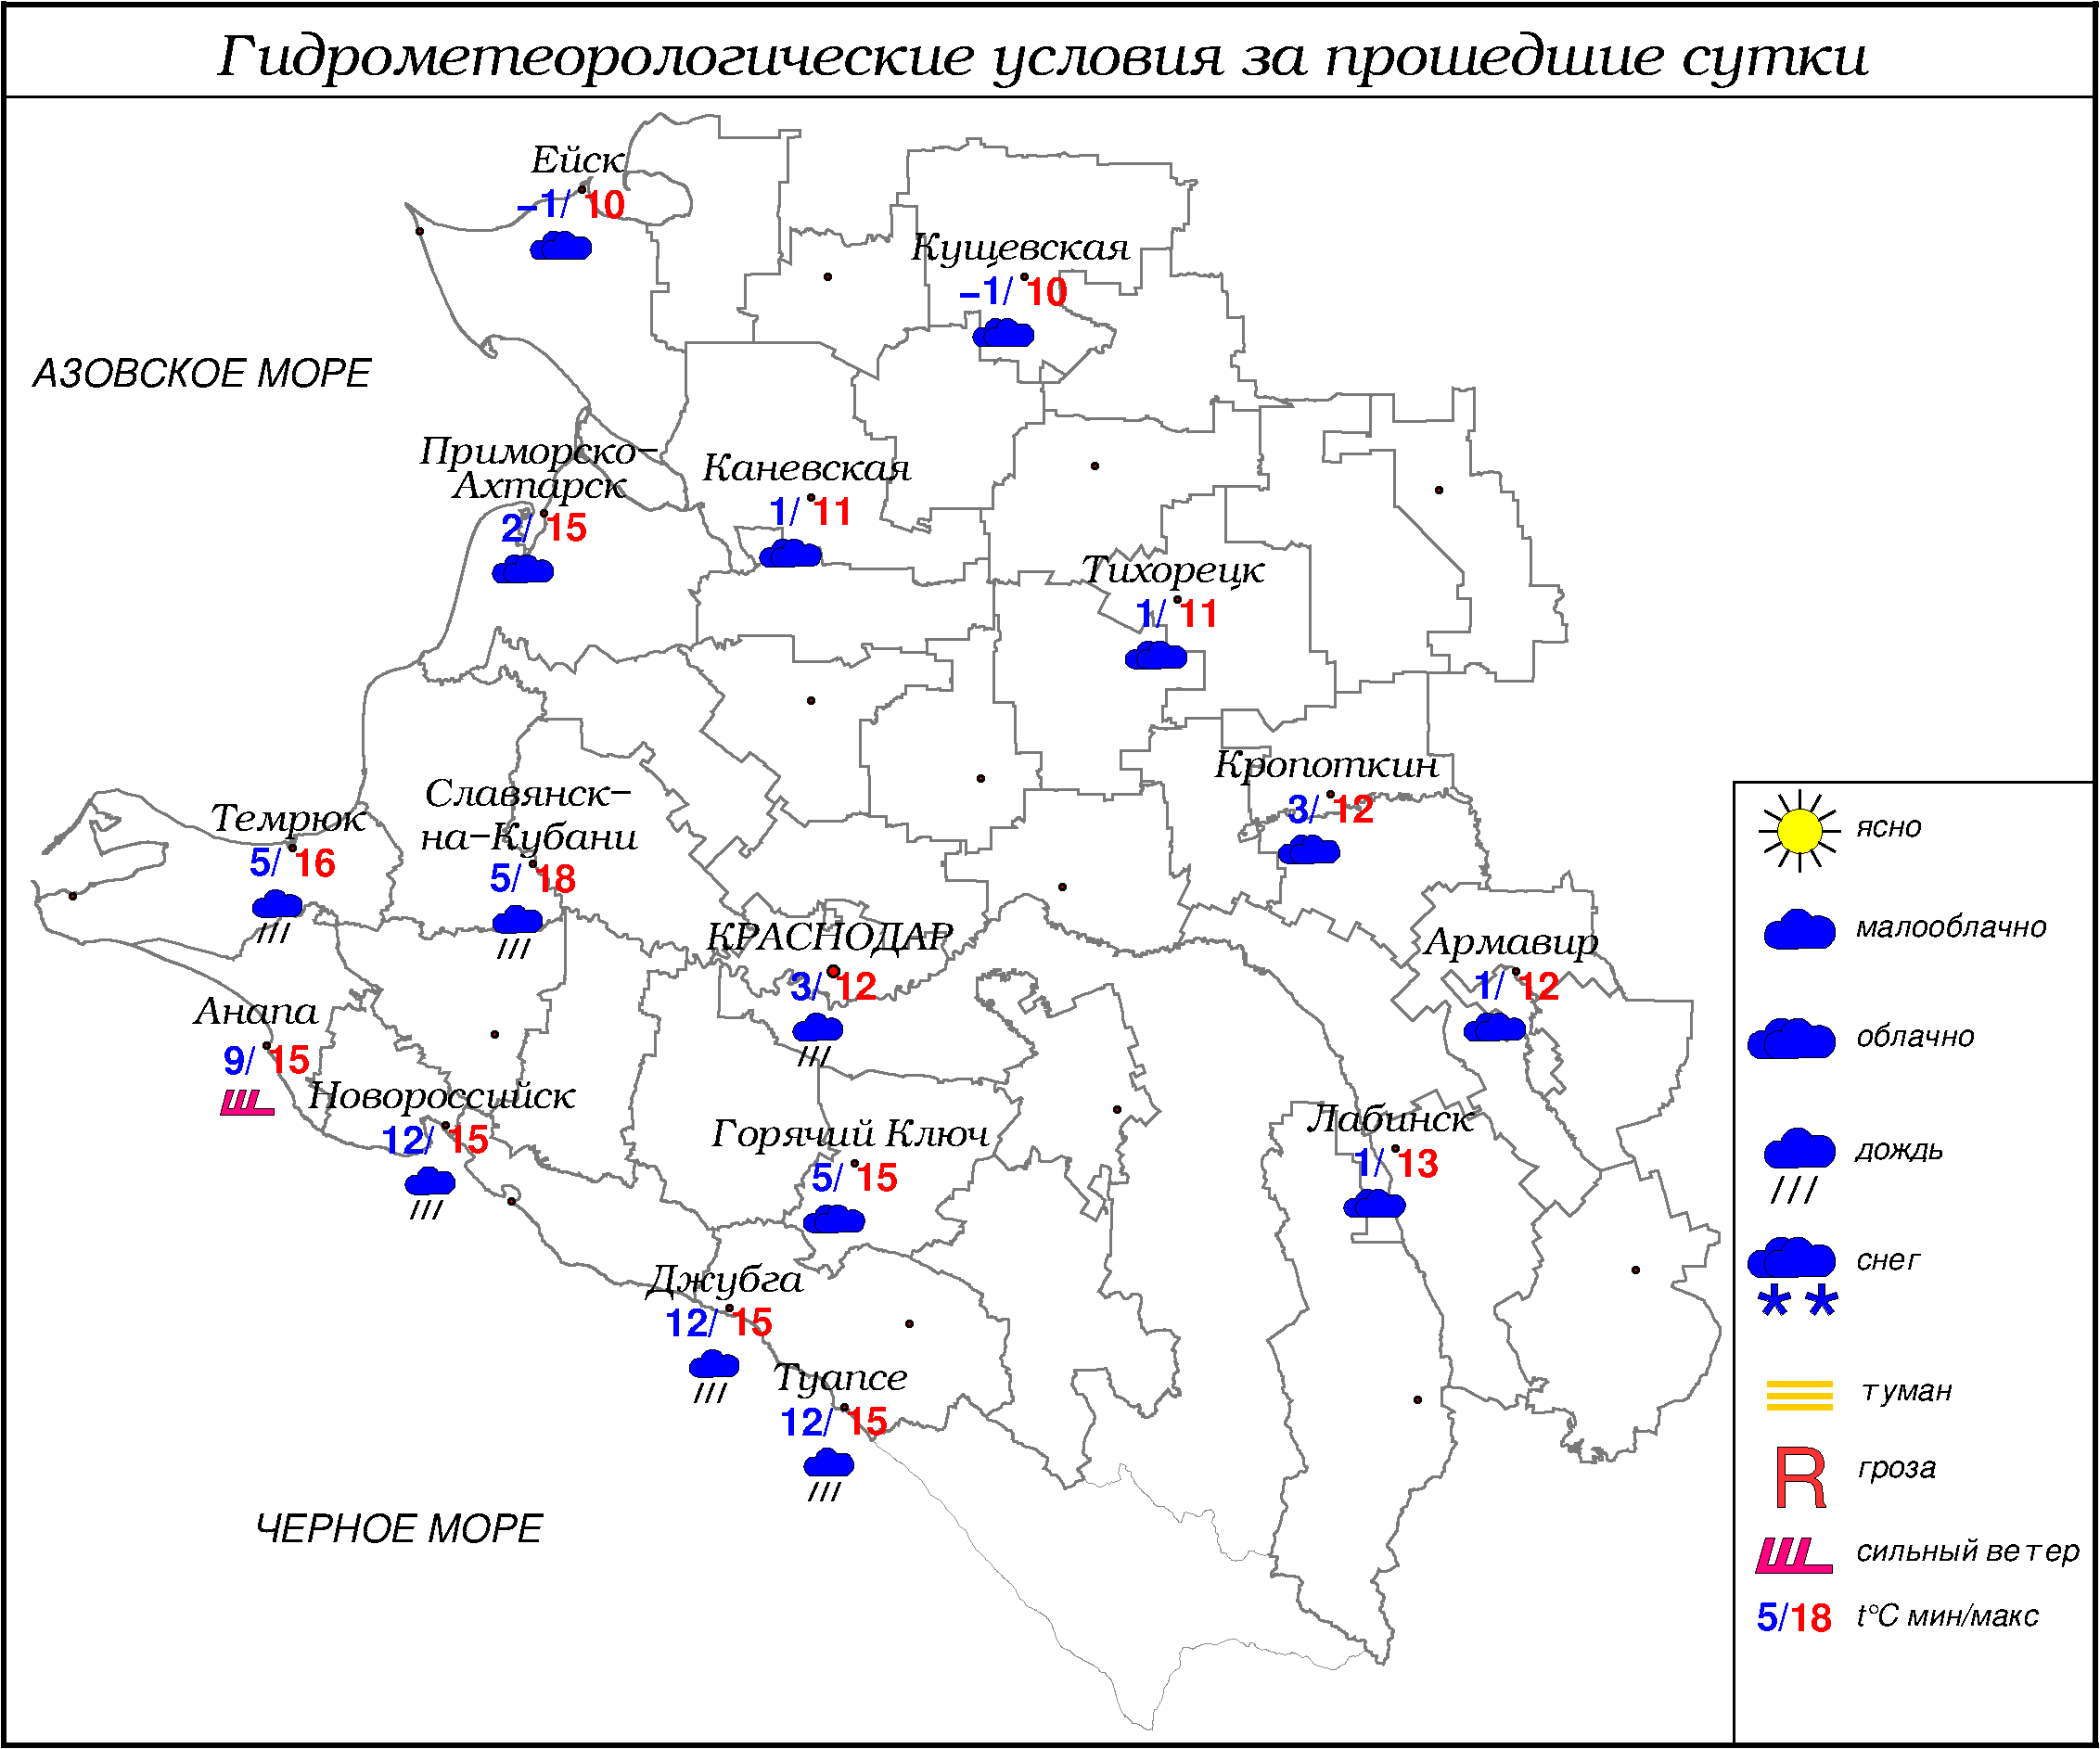 Гидрометеорологические условия за прошедшие сутки
Ейск
−1/ 10
Кущевская
−1/ 10
АЗОВСКОЕ МОРЕ
Приморско−
Ахтарск
2/ 15
Каневская
1/ 11
Тихорецк
1/ 11
Кропоткин
3/ 12
Темрюк
5/ 16
Славянск−
на−Кубани
5/ 18
КРАСНОДАР
3/ 12
Армавир
1/ 12
Анапа
9/ 15
Новороссийск
12/ 15
Горячий Ключ
5/ 15
Лабинск
1/ 13
Джубга
12/ 15
Туапсе
12/ 15
ЧЕРНОЕ МОРЕ
ясно
малооблачно
облачно
дождь
снег
туман
R гроза
сильный ветер
5/18 t°C мин/макс